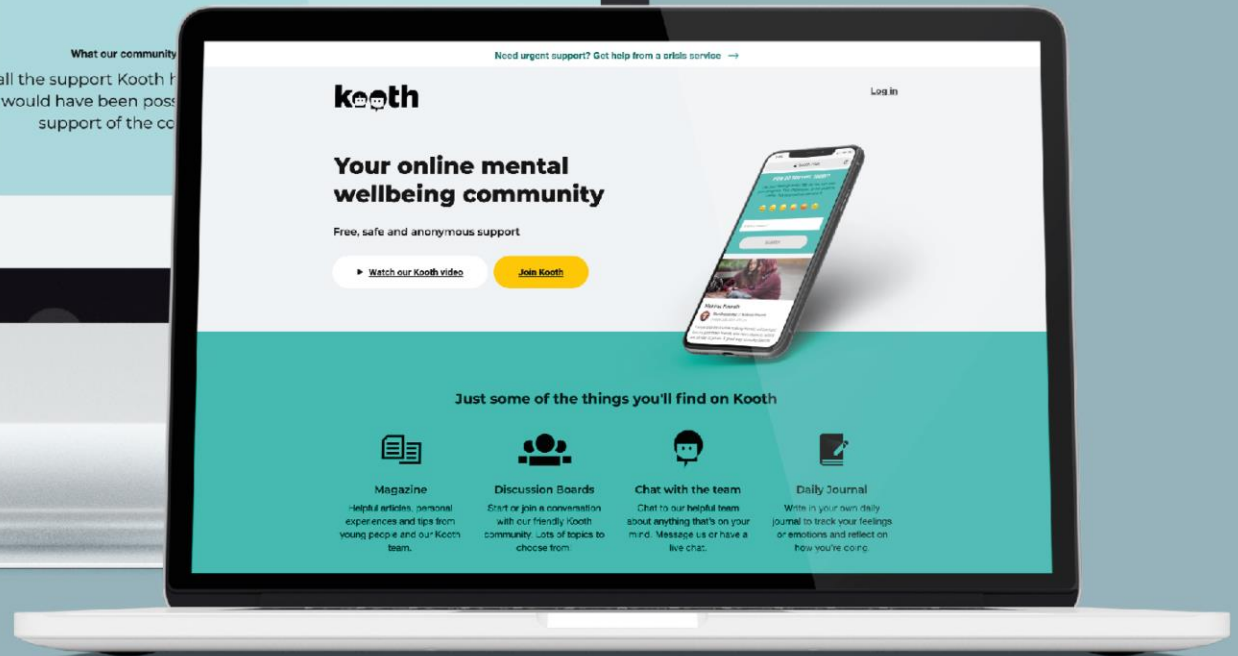 What our community
all the support Kooth
would have been
support of the
Need urgent support? Get help from a crisis service →
kooth
Log in
Your online mental
wellbeing community
Free, safe and anonymous support
Watch our Kooth video
Join Kooth
Just some of the things you'll find on Kooth
Magazine
Helpful articles, personal
experiences and tips from
young people and our Kooth
team.
Discussion Boards
Start or join a conversation
with our friendly Kooth
community. Lots of topics to
choose from.
Chat with the team
Chat to our helpful team
about anything that's on your
mind. Message us or have a
live chat.
Daily Journal
Write in your own daily
journal to track your feelings
or emotions and reflect on
how you're doing.